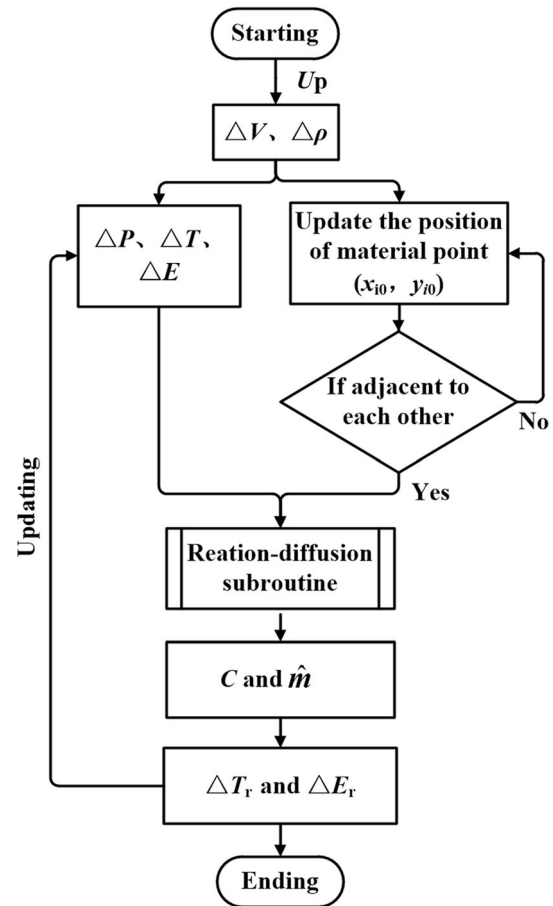 Starting
Up
△V、△ρ
△P、△T、
△E
Update the position
of material point
(xi0， yi0)
If adjacent to
each other
No
Yes
Updating
Reation-diffusion
subroutine
C and m̂
△Tr and △Er
Ending